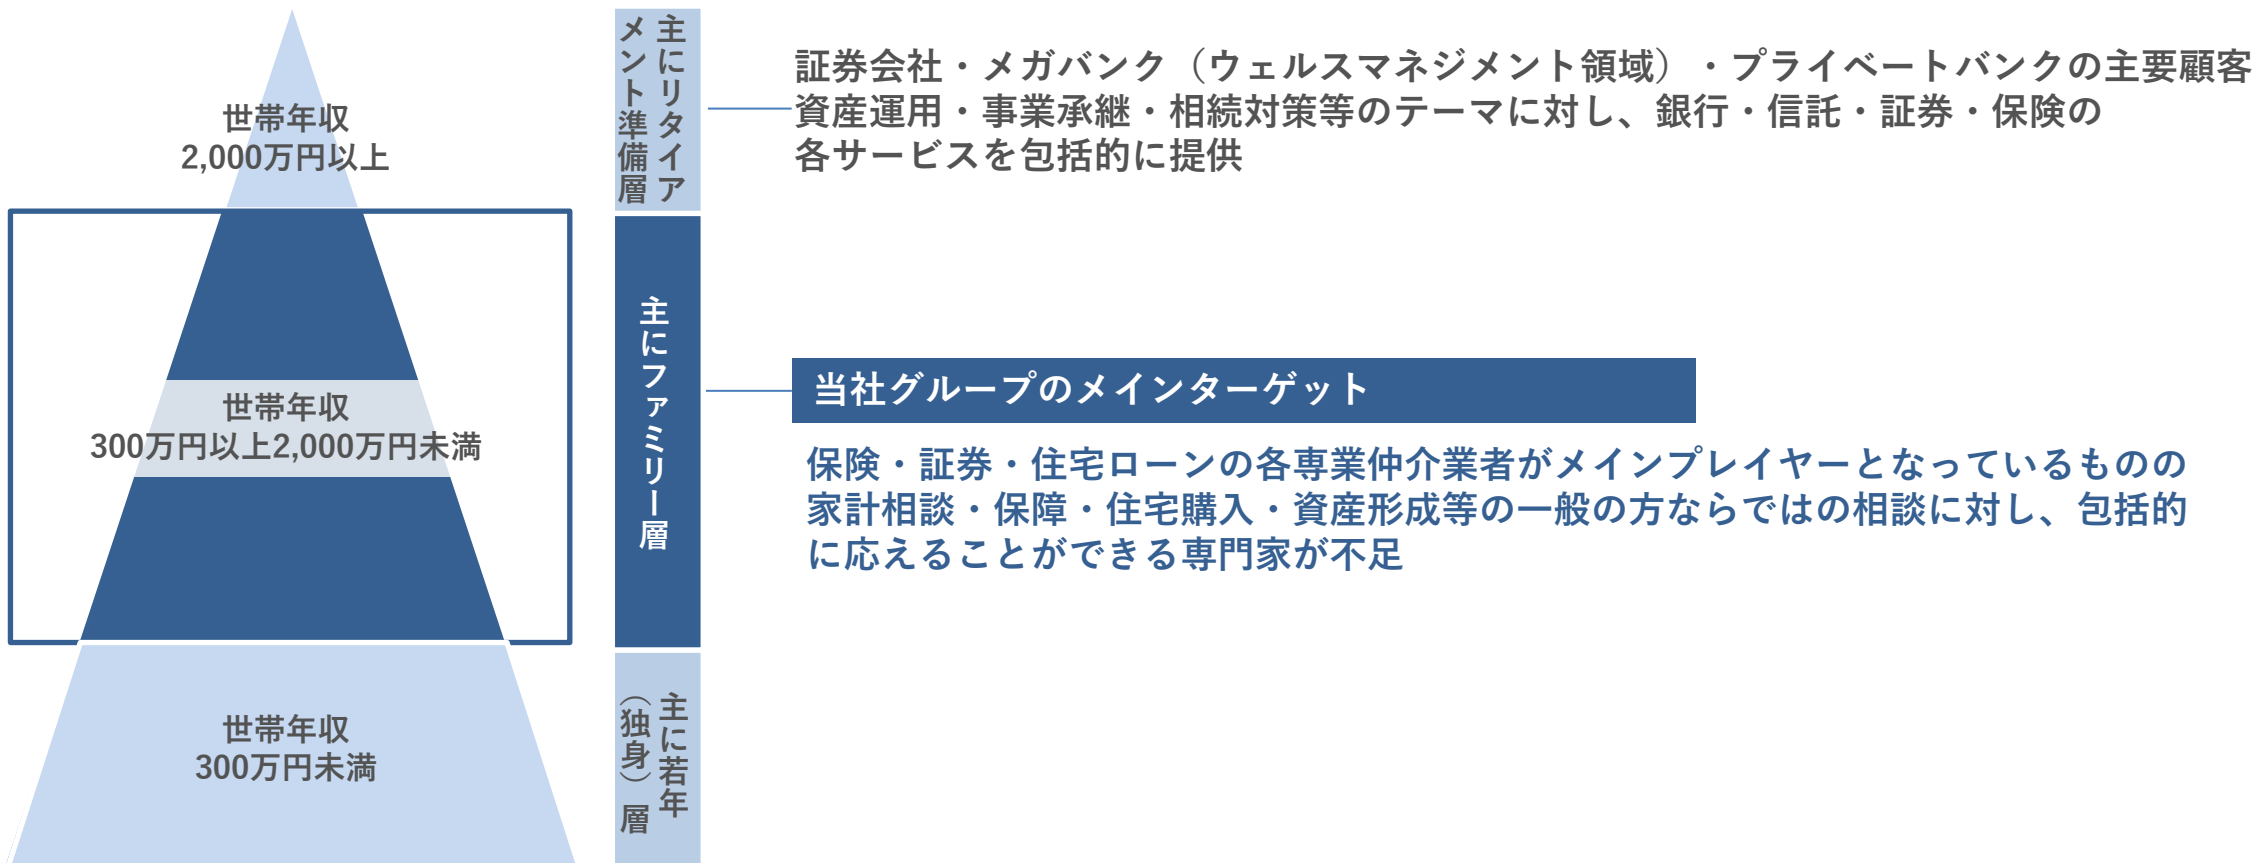 世帯年収
2,000万円以上
主にリタイア
メント準備層
証券会社・メガバンク（ウェルスマネジメント領域）・プライベートバンクの主要顧客
資産運用・事業承継・相続対策等のテーマに対し、銀行・信託・証券・保険の
各サービスを包括的に提供
世帯年収
300万円以上2,000万円未満
主にファミリー層
当社グループのメインターゲット
保険・証券・住宅ローンの各専業仲介業者がメインプレイヤーとなっているものの
家計相談・保障・住宅購入・資産形成等の一般の方ならではの相談に対し、包括的
に応えることができる専門家が不足
世帯年収
300万円未満
主に若年
（独身）層